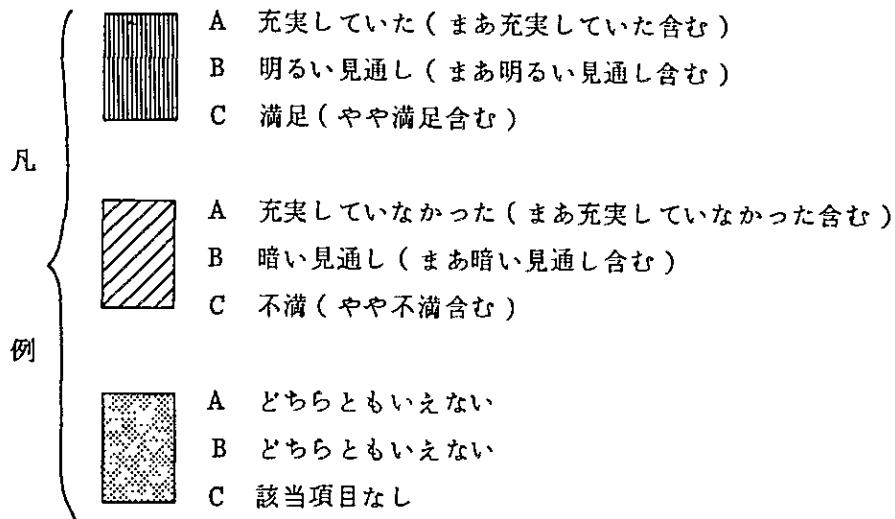 凡例
A 充実していた(まあ充実していた含む)
B 明るい見通し(まあ明るい見通し含む)
C 満足(やや満足含む)
A 充実していなかった(まあ充実していなかった含む)
B 暗い見通し(まあ暗い見通し含む)
C 不満(やや不満含む)
A どちらともいえない
B どちらともいえない
C 該当項目なし